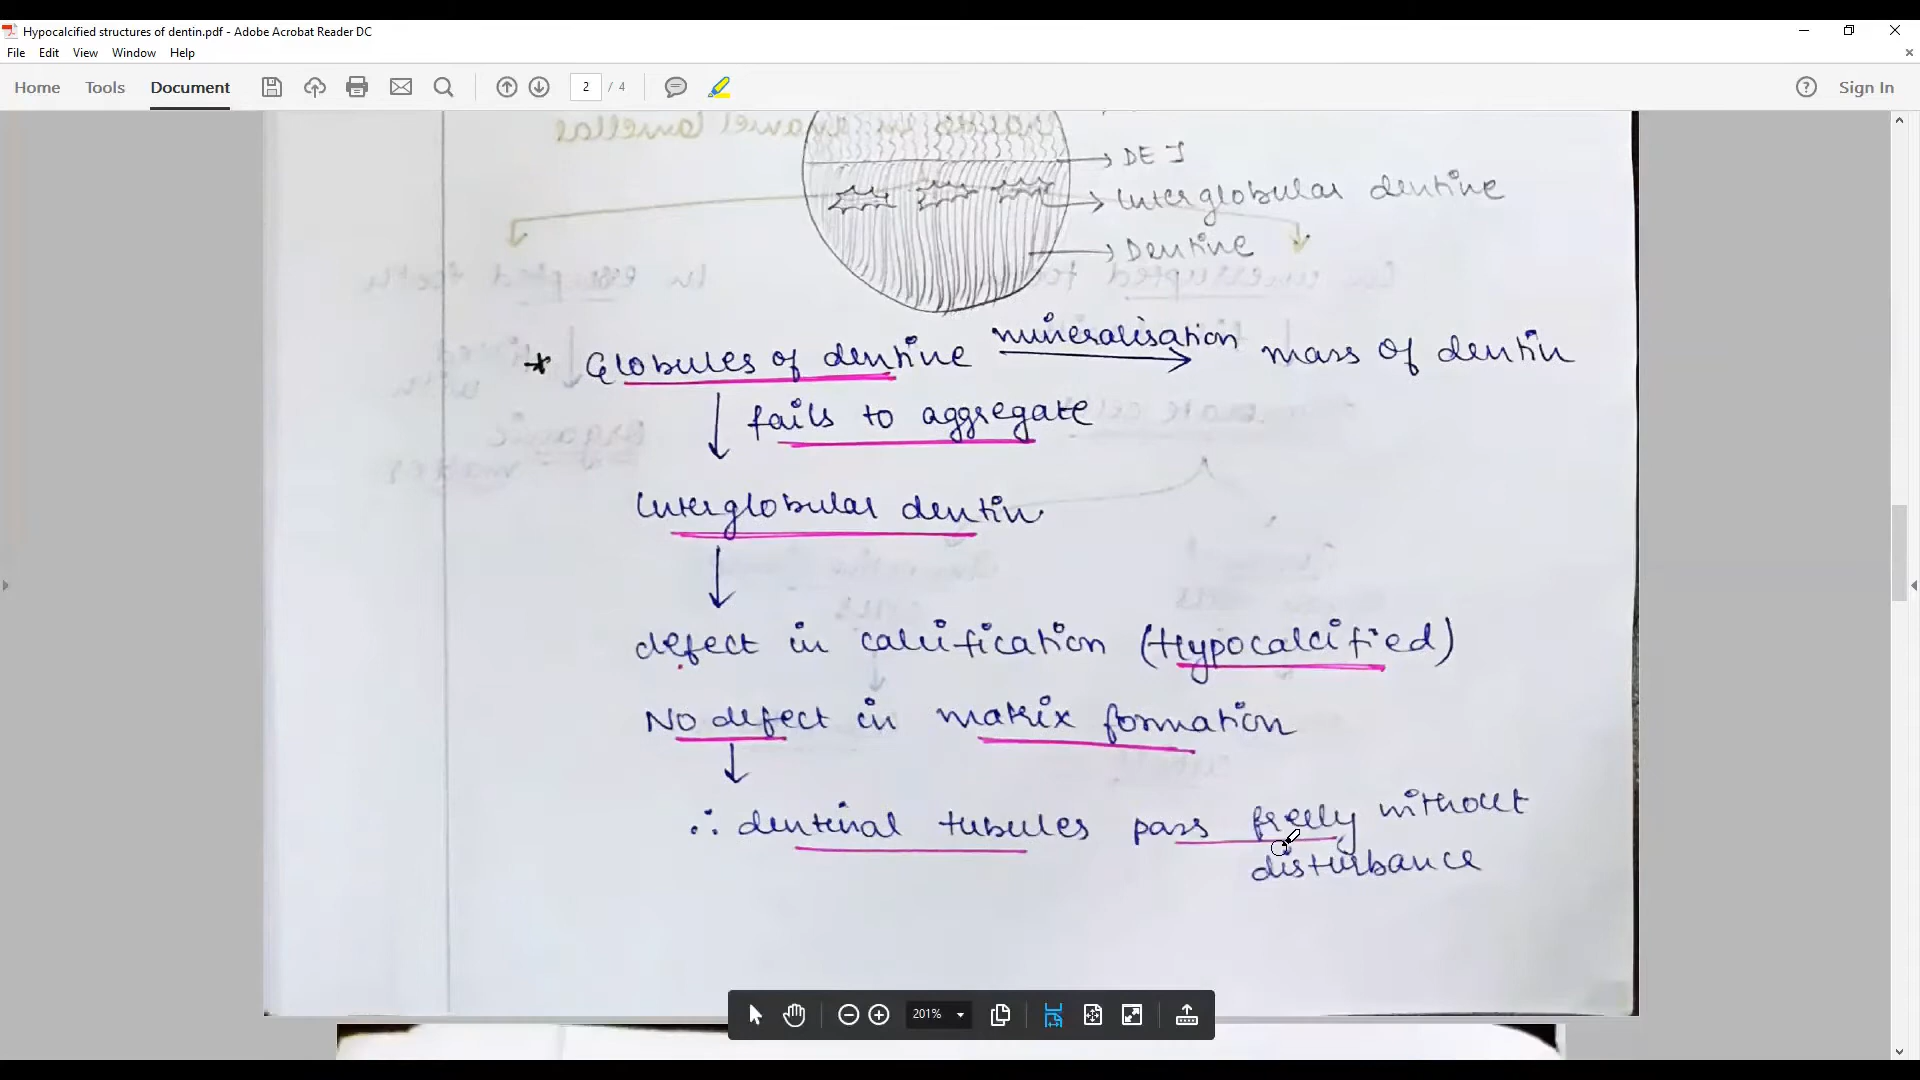 Hypocalcified structures of dentin.pdf - Adobe Acrobat Reader DC
File Edit View Window Help
Home Tools Document 2 / 4 Sign In
DEJ
Interglobular dentine
Dentine
* Globules of dentine mineralisation mass of dentin
fails to aggregate
Interglobular dentin
defect in calcification (Hypocalcified)
No defect in matrix formation
∴ dentinal tubules pass freely without
disturbance
201%